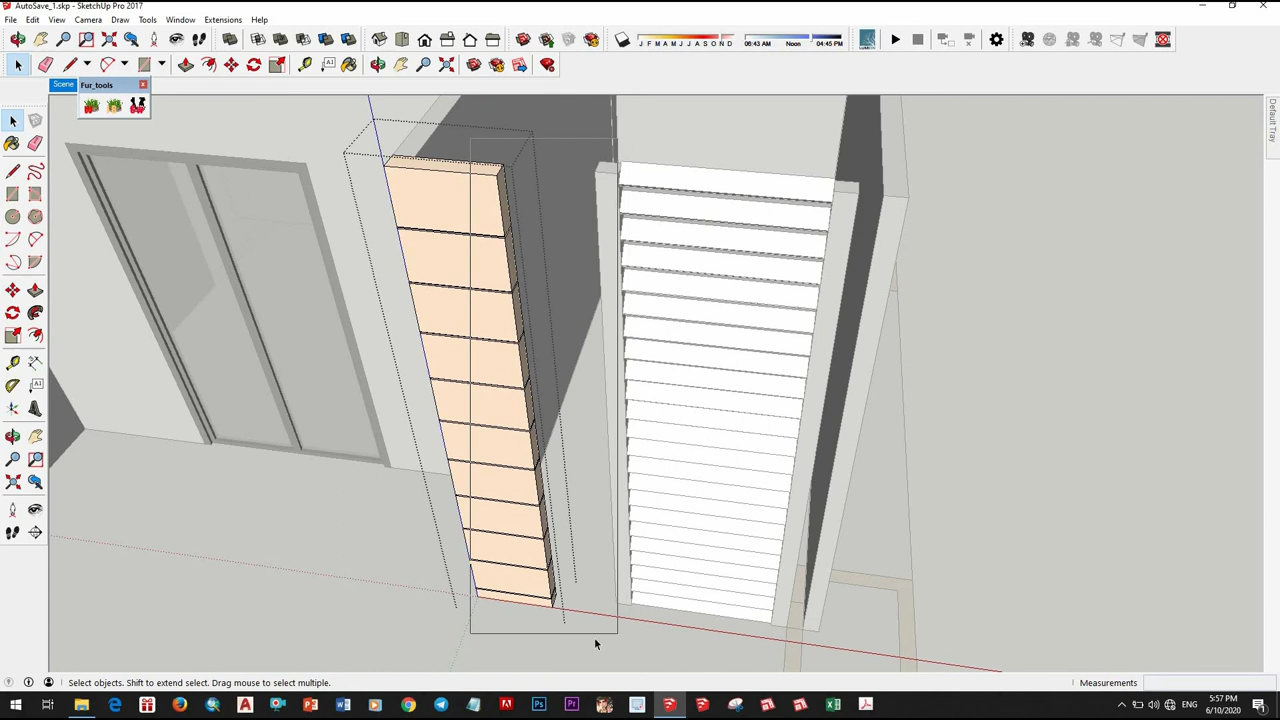 AutoSave_1.skp - SketchUp Pro 2017
File Edit View Camera Draw Tools Window Extensions Help
J F M A M J J A S O N D 06:43 AM Noon 04:45 PM
Scene
Fur_tools
Default Tray
Select objects. Shift to extend select. Drag mouse to select multiple.
Measurements
ENG
5:57 PM
6/10/2020